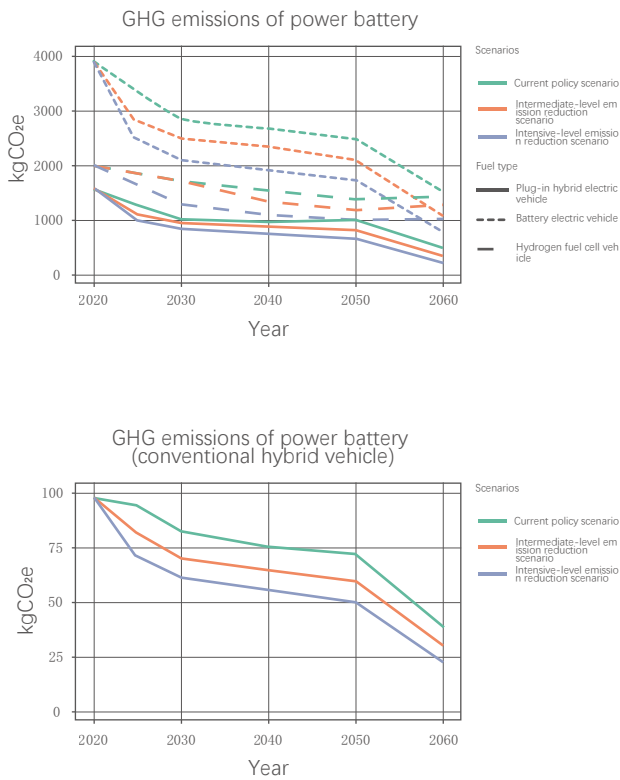 GHG emissions of power battery
kgCO₂e
4000
3000
2000
1000
0
2020
2030
2040
2050
2060
Year
Scenarios
Current policy scenario
Intermediate-level em
ission reduction
scenario
Intensive-level emissio
n reduction scenario
Fuel type
Plug-in hybrid electric
vehicle
Battery electric vehicle
Hydrogen fuel cell veh
icle
GHG emissions of power battery
(conventional hybrid vehicle)
kgCO₂e
100
75
50
25
0
2020
2030
2040
2050
2060
Year
Scenarios
Current policy scenario
Intermediate-level em
ission reduction
scenario
Intensive-level emissio
n reduction scenario